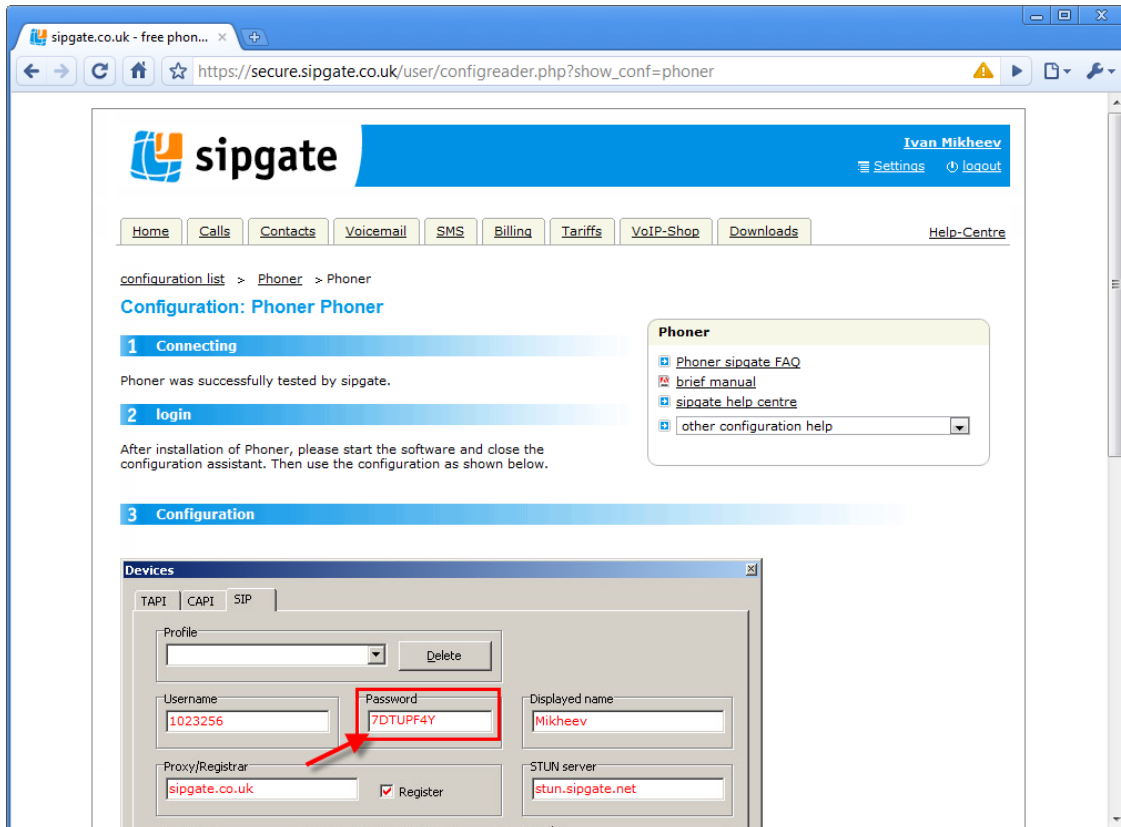 sipgate.co.uk - free phon...
https://secure.sipgate.co.uk/user/configreader.php?show_conf=phoner
sipgate
Ivan Mikheev
Settings logout
Home Calls Contacts Voicemail SMS Billing Tariffs VoIP-Shop Downloads Help-Centre
configuration list > Phoner > Phoner
Configuration: Phoner Phoner
1 Connecting
Phoner was successfully tested by sipgate.
2 login
After installation of Phoner, please start the software and close the
configuration assistant. Then use the configuration as shown below.
Phoner
Phoner sipgate FAQ
brief manual
sipgate help centre
other configuration help
3 Configuration
Devices
TAPI CAPI SIP
Profile
Delete
Username Password Displayed name
1023256 7DTUPF4Y Mikheev
Proxy/Registrar STUN server
sipgate.co.uk Register stun.sipgate.net